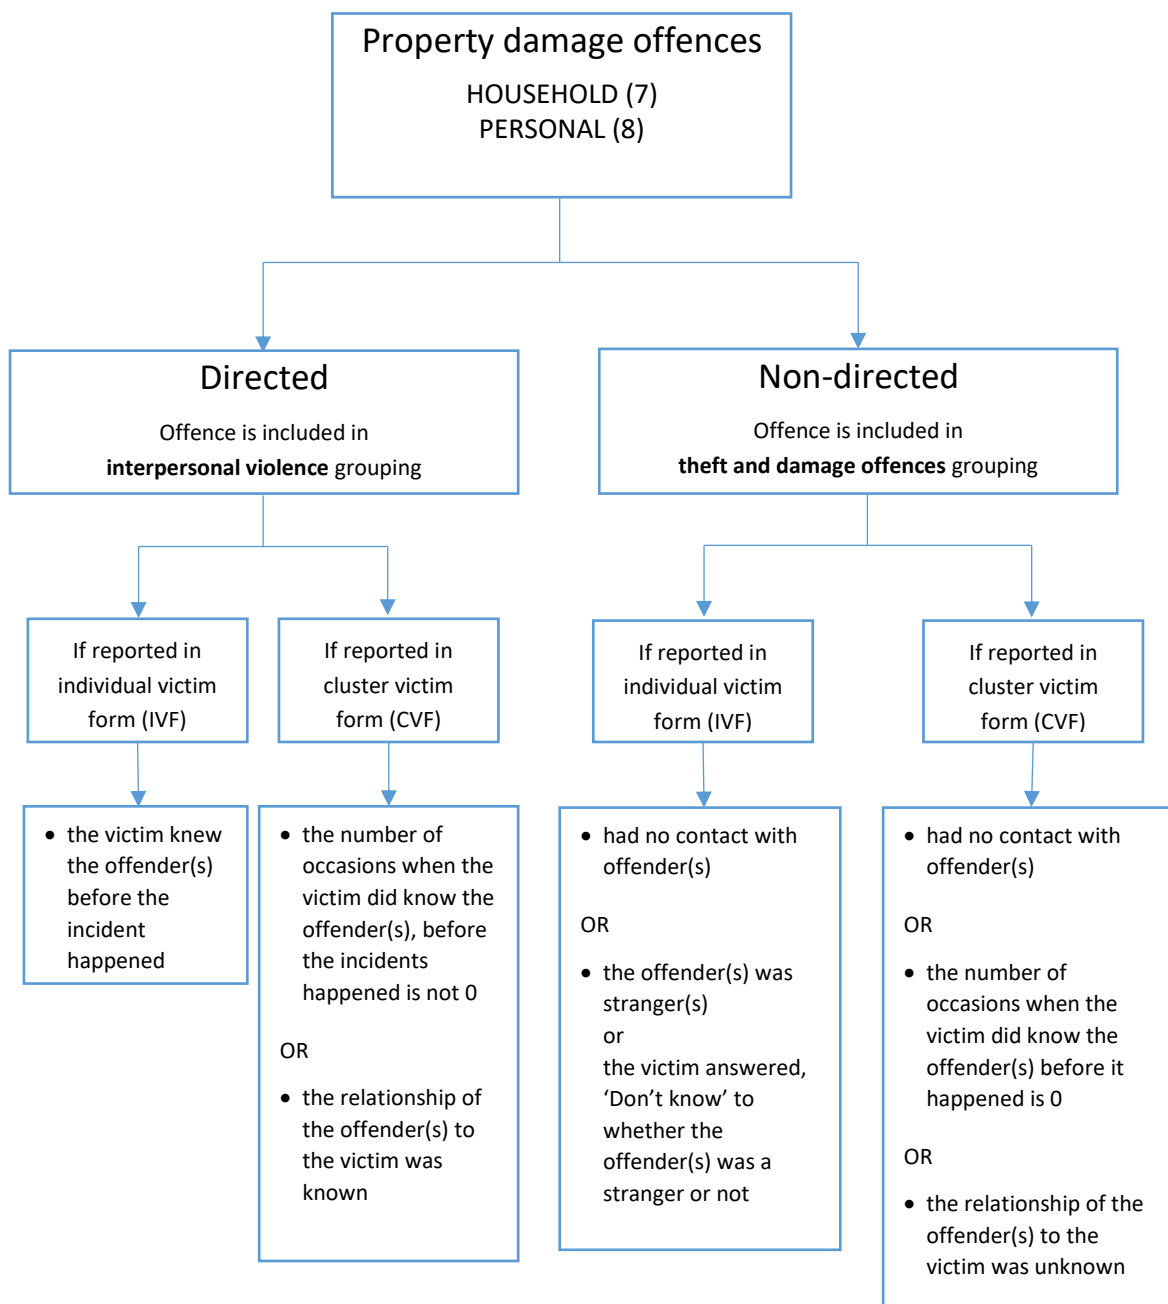 Property damage offences
HOUSEHOLD (7)
PERSONAL (8)
Directed
Offence is included in
interpersonal violence grouping
Non-directed
Offence is included in
theft and damage offences grouping
If reported in
individual victim
form (IVF)
If reported in
cluster victim
form (CVF)
If reported in
individual victim
form (IVF)
If reported in
cluster victim
form (CVF)
• the victim knew
the offender(s)
before the
incident
happened
• the number of
occasions when the
victim did know the
offender(s), before
the incidents
happened is not 0
OR
• the relationship of
the offender(s) to
the victim was
known
• had no contact with
offender(s)
OR
• the offender(s) was
stranger(s)
or
the victim answered,
‘Don’t know’ to
whether the
offender(s) was a
stranger or not
• had no contact with
offender(s)
OR
• the number of
occasions when the
victim did know the
offender(s) before it
happened is 0
OR
• the relationship of the
offender(s) to the
victim was unknown